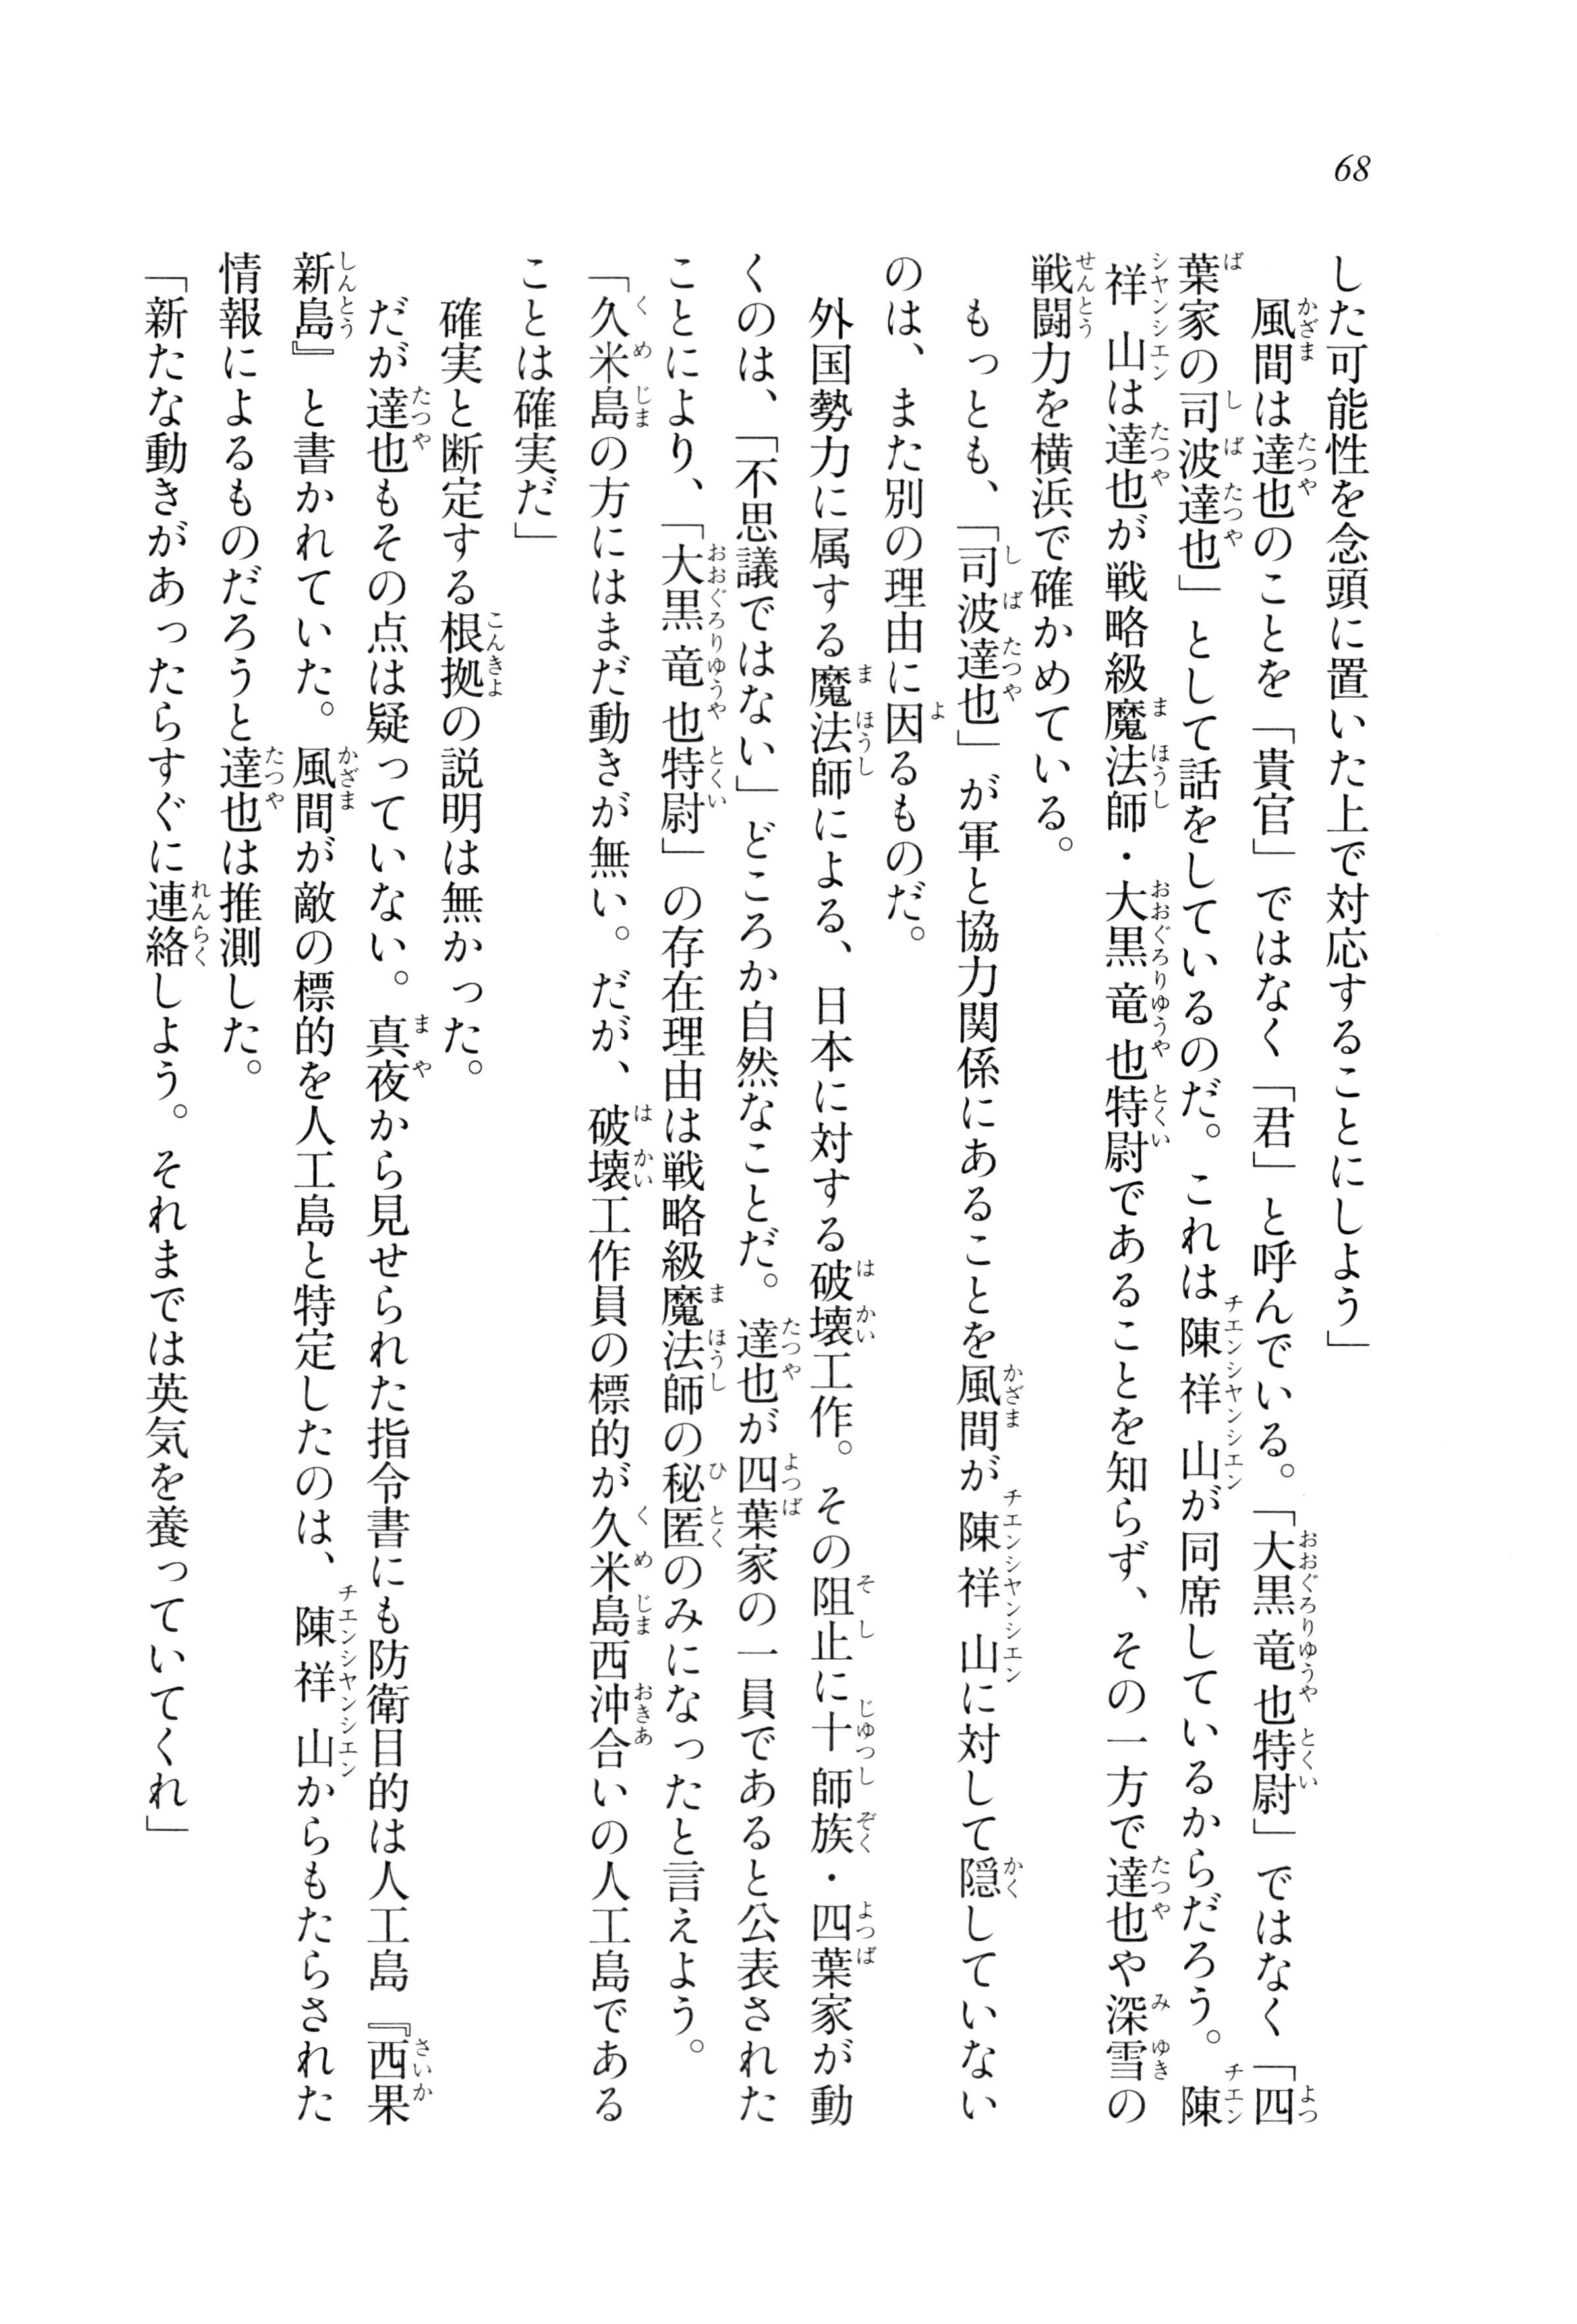 68
した可能性を念頭に置いた上で対応することにしよう」
　風間は達也のことを「貴官」ではなく「君」と呼んでいる。「大黒竜也特尉」ではなく「四
葉家の司波達也」として話をしているのだ。これは陳祥山が同席しているからだろう。陳
祥山は達也が戦略級魔法師・大黒竜也特尉であることを知らず、その一方で達也や深雪の
戦闘力を横浜で確かめている。
　もっとも、「司波達也」が軍と協力関係にあることを風間が陳祥山に対して隠していない
のは、また別の理由に因るものだ。
　外国勢力に属する魔法師による、日本に対する破壊工作。その阻止に十師族・四葉家が動
くのは、「不思議ではない」どころか自然なことだ。達也が四葉家の一員であると公表された
ことにより、「大黒竜也特尉」の存在理由は戦略級魔法師の秘匿のみになったと言えよう。
「久米島の方にはまだ動きが無い。だが、破壊工作員の標的が久米島西沖合いの人工島である
ことは確実だ」
　確実と断定する根拠の説明は無かった。
　だが達也もその点は疑っていない。真夜から見せられた指令書にも防衛目的は人工島『西果
新島』と書かれていた。風間が敵の標的を人工島と特定したのは、陳祥山からもたらされた
情報によるものだろうと達也は推測した。
「新たな動きがあったらすぐに連絡しよう。それまでは英気を養っていてくれ」